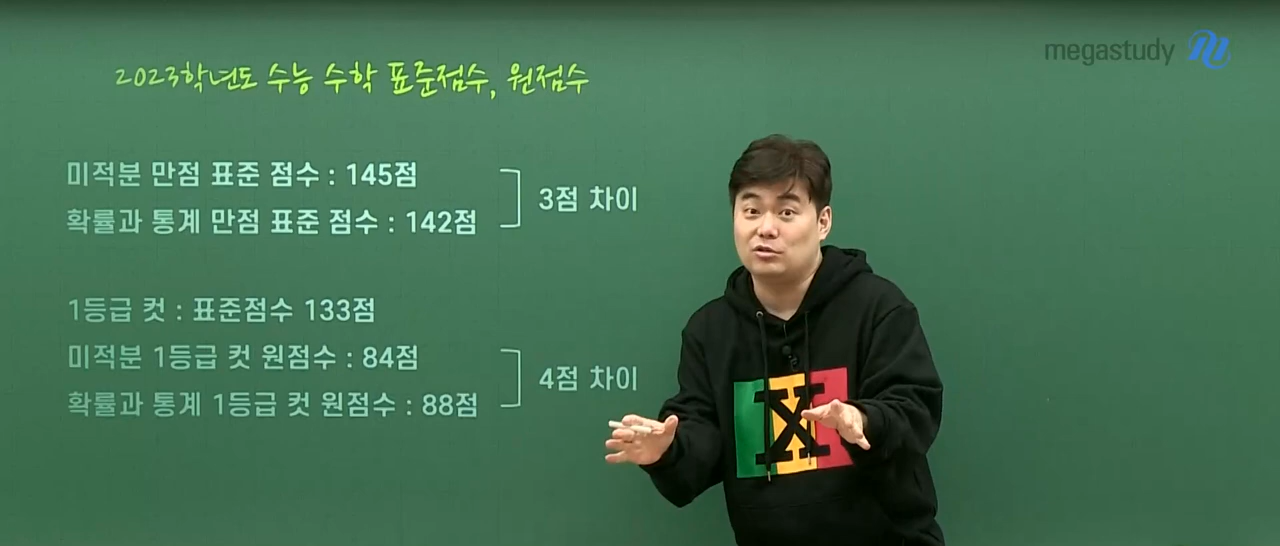 megastudy
2023학년도 수능 수학 표준점수, 원점수
미적분 만점 표준 점수 : 145점
확률과 통계 만점 표준 점수 : 142점
3점 차이
1등급 컷 : 표준점수 133점
미적분 1등급 컷 원점수 : 84점
확률과 통계 1등급 컷 원점수 : 88점
4점 차이
X